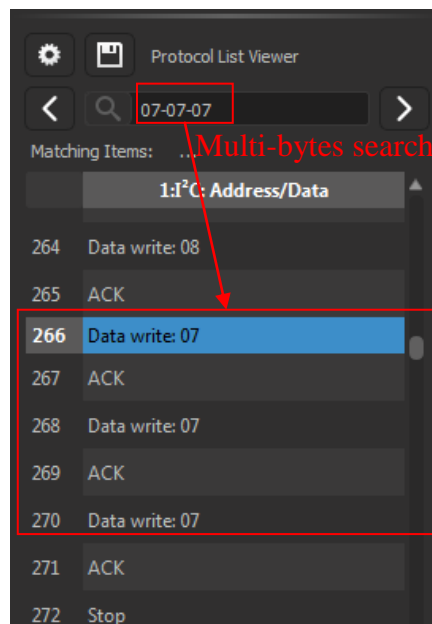 Protocol List Viewer
07-07-07
Matching Items: ...
Multi-bytes search
1:I²C: Address/Data
264 Data write: 08
265 ACK
266 Data write: 07
267 ACK
268 Data write: 07
269 ACK
270 Data write: 07
271 ACK
272 Stop